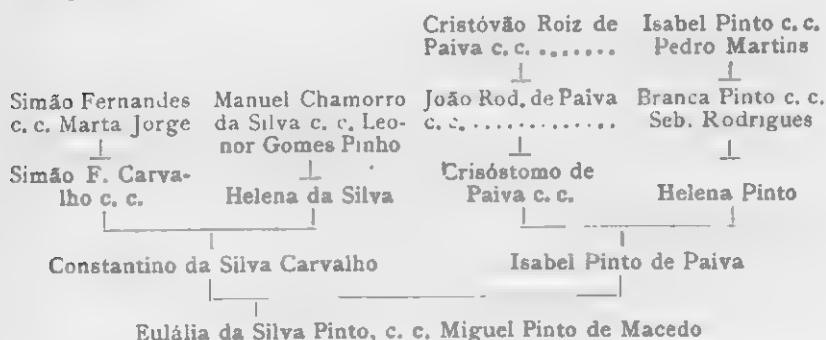 Cristóvão Roiz de Paiva c. c. ........
Isabel Pinto c. c. Pedro Martins
Simão Fernandes c. c. Marta Jorge
Manuel Chamorro da Silva c. c. Leo-
nor Gomes Pinho
João Rod. de Paiva c. c. ................
Branca Pinto c. c. Seb. Rodrigues
Simão F. Carva-
lho c. c.
Helena da Silva
Crisóstomo de Paiva c. c.
Helena Pinto
Constantino da Silva Carvalho
Isabel Pinto de Paiva
Eulália da Silva Pinto, c. c. Miguel Pinto de Macedo